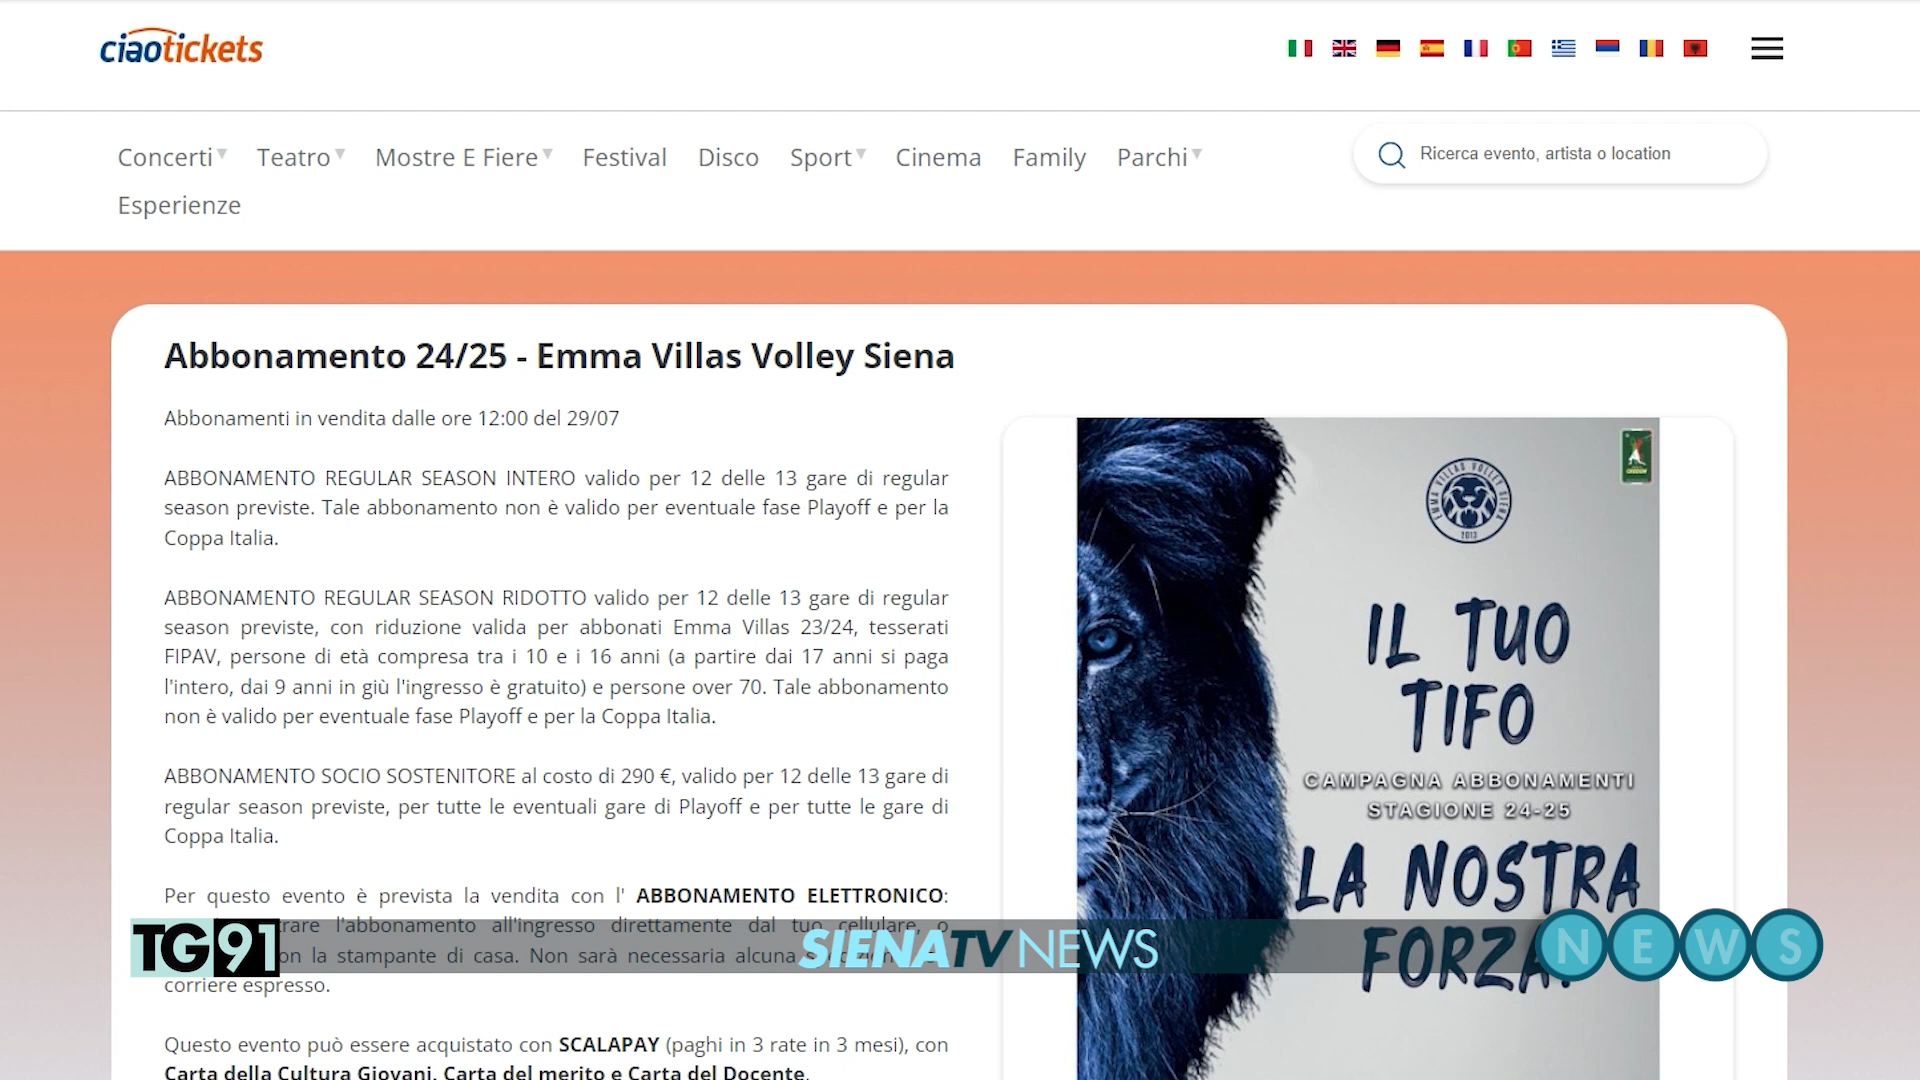 ciaotickets
Concerti Teatro Mostre E Fiere Festival Disco Sport Cinema Family Parchi
Esperienze
Ricerca evento, artista o location
Abbonamento 24/25 - Emma Villas Volley Siena
Abbonamenti in vendita dalle ore 12:00 del 29/07
ABBONAMENTO REGULAR SEASON INTERO valido per 12 delle 13 gare di regular
season previste. Tale abbonamento non è valido per eventuale fase Playoff e per la
Coppa Italia.
ABBONAMENTO REGULAR SEASON RIDOTTO valido per 12 delle 13 gare di regular
season previste, con riduzione valida per abbonati Emma Villas 23/24, tesserati
FIPAV, persone di età compresa tra i 10 e i 16 anni (a partire dai 17 anni si paga
l'intero, dai 9 anni in giù l'ingresso è gratuito) e persone over 70. Tale abbonamento
non è valido per eventuale fase Playoff e per la Coppa Italia.
ABBONAMENTO SOCIO SOSTENITORE al costo di 290 €, valido per 12 delle 13 gare di
regular season previste, per tutte le eventuali gare di Playoff e per tutte le gare di
Coppa Italia.
Per questo evento è prevista la vendita con l' ABBONAMENTO ELETTRONICO:
l'abbonamento all'ingresso direttamente dal tuo cellulare, o
la stampante di casa. Non sarà necessaria alcuna
corriere espresso.
Questo evento può essere acquistato con SCALAPAY (paghi in 3 rate in 3 mesi), con
Carta della Cultura Giovani, Carta del merito e Carta del Docente.
EMMA VILLAS VOLLEY SIENA
2013
IL TUO
TIFO
CAMPAGNA ABBONAMENTI
STAGIONE 24-25
LA NOSTRA
FORZA
TG91
SIENATV NEWS
NEWS